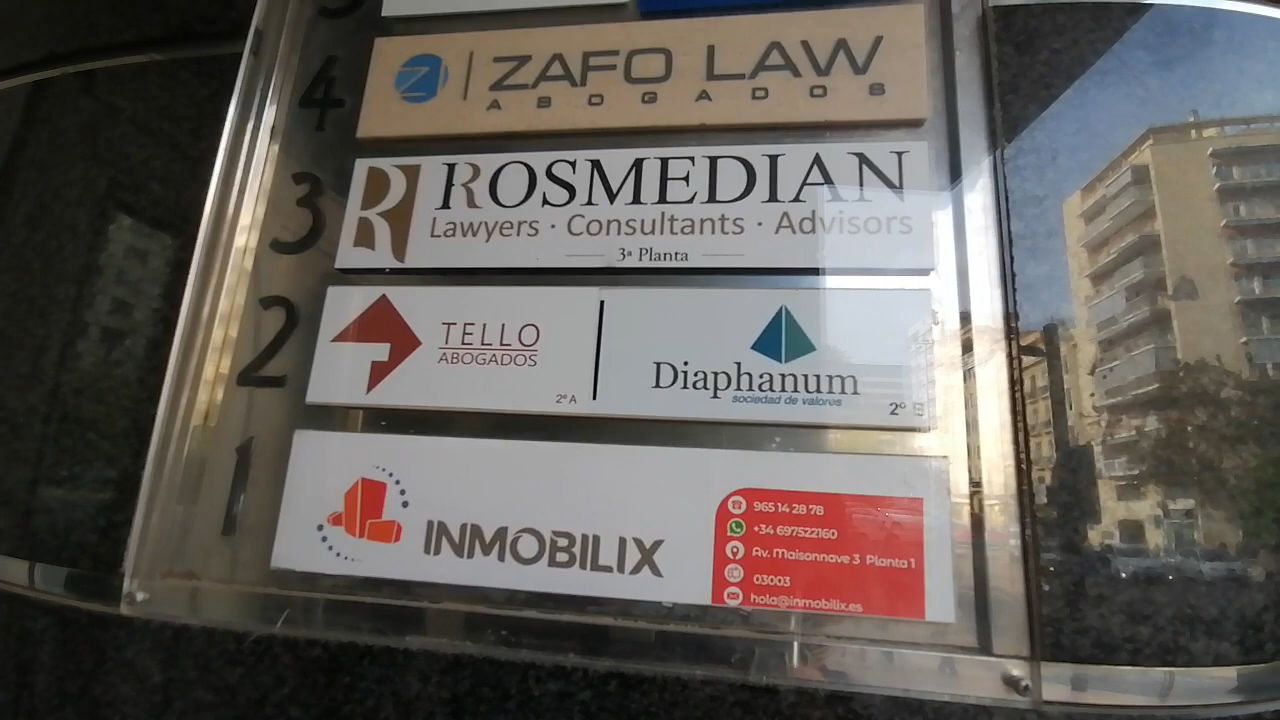 4
Z
ZAFO LAW
ABOGADOS
3
R
ROSMEDIAN
Lawyers · Consultants · Advisors
3ª Planta
2
TELLO
ABOGADOS
2º A
Diaphanum
sociedad de valores
2º
1
INMOBILIX
965 14 28 78
+34 697522160
Av. Maisonnave 3 Planta 1
03003
hola@inmobilix.es